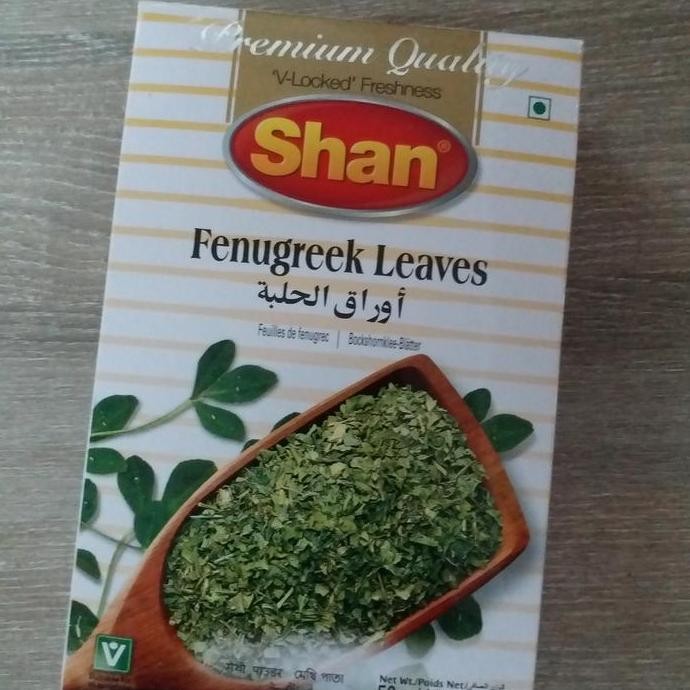 Premium Quality
'V-Locked' Freshness
Shan®
Fenugreek Leaves
أوراق الحلبة
Feuilles de fenugrec | Bockshornklee-Blätter
মেথি পাতা
Net Wt./Poids Net/